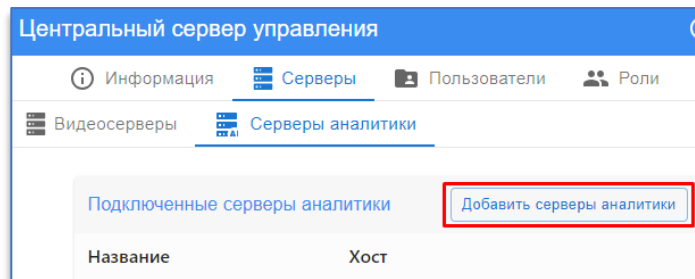 Центральный сервер управления
Информация Серверы Пользователи Роли
Видеосерверы Серверы аналитики
Подключенные серверы аналитики Добавить серверы аналитики
Название Хост